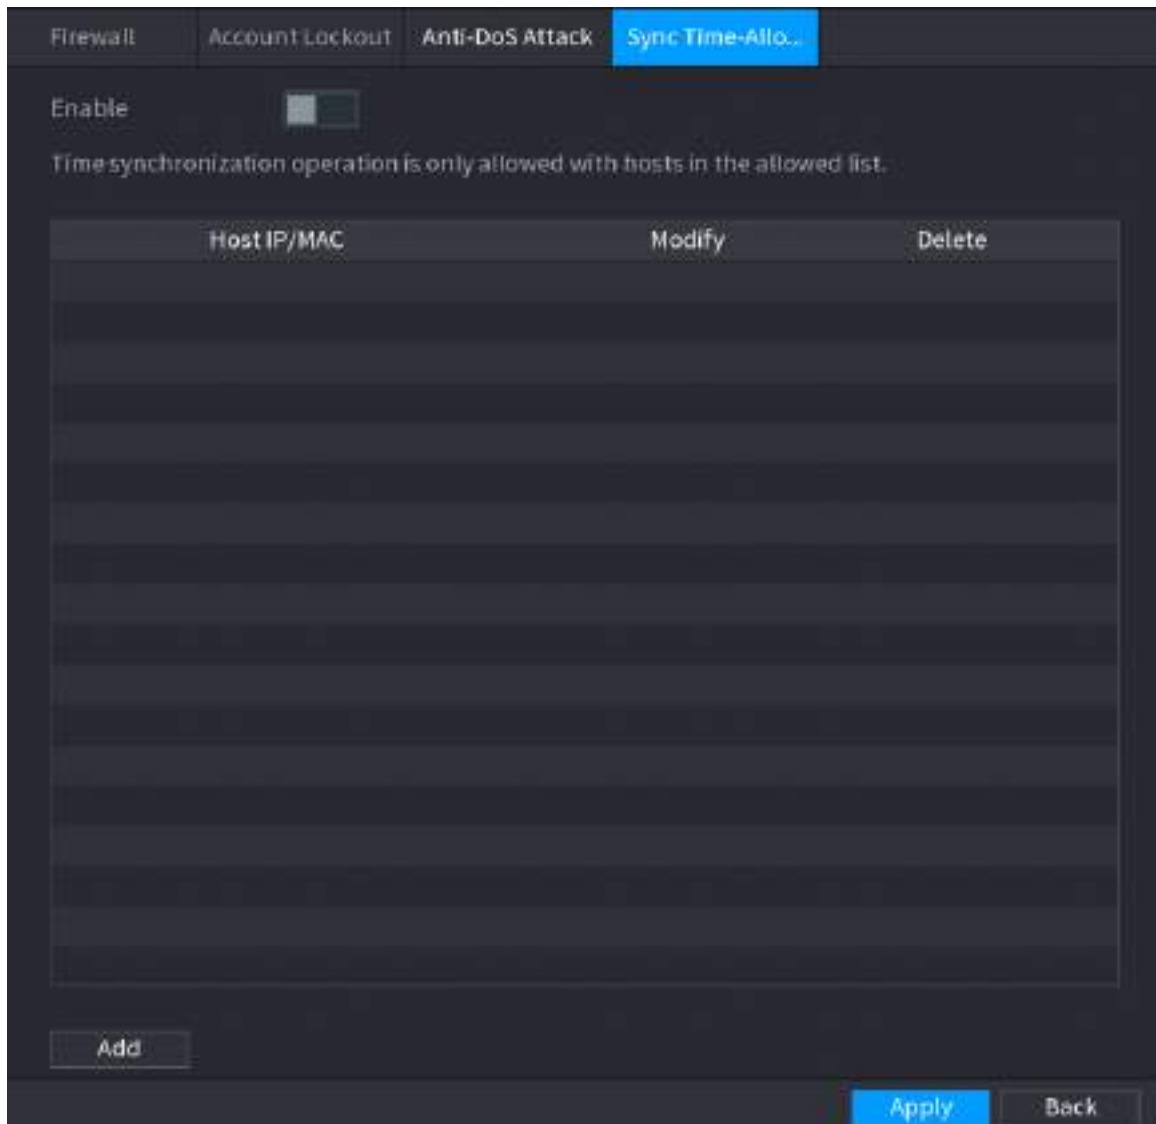 Firewall Account Lockout Anti-DoS Attack Sync Time-Allo...
Enable
Time synchronization operation is only allowed with hosts in the allowed list.
Host IP/MAC Modify Delete
Add
Apply Back